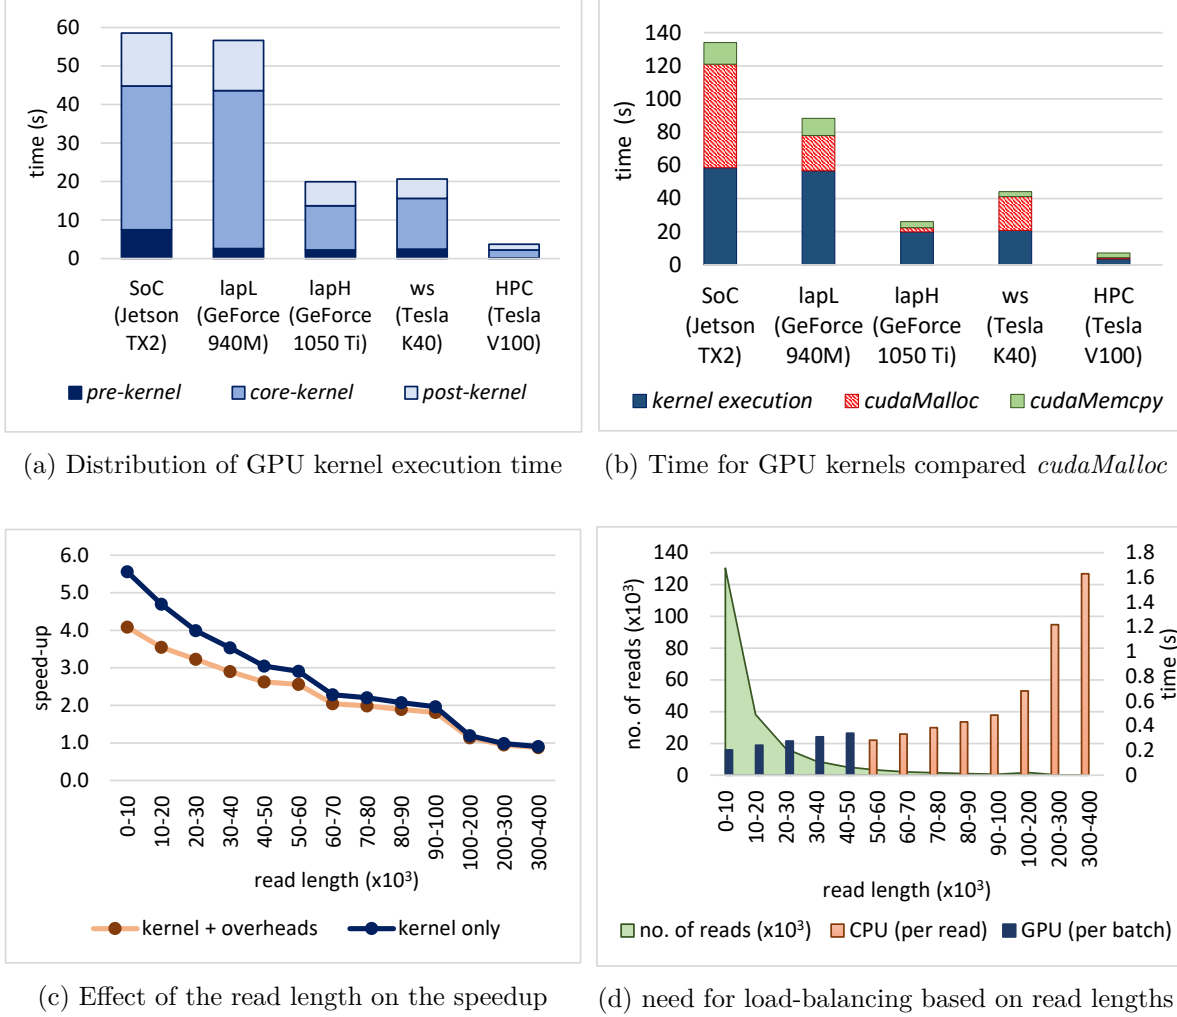 60
50
40
30
20
10
0
time (s)
SoC (Jetson TX2)
lapL (GeForce 940M)
lapH (GeForce 1050 Ti)
ws (Tesla K40)
HPC (Tesla V100)
pre-kernel core-kernel post-kernel
(a) Distribution of GPU kernel execution time
140
120
100
80
60
40
20
0
time (s)
SoC (Jetson TX2)
lapL (GeForce 940M)
lapH (GeForce 1050 Ti)
ws (Tesla K40)
HPC (Tesla V100)
kernel execution cudaMalloc cudaMemcpy
(b) Time for GPU kernels compared cudaMalloc
6.0
5.0
4.0
3.0
2.0
1.0
0.0
speed-up
0-10
10-20
20-30
30-40
40-50
50-60
60-70
70-80
80-90
90-100
100-200
200-300
300-400
read length (x10³)
kernel + overheads kernel only
(c) Effect of the read length on the speedup
140
120
100
80
60
40
20
0
no. of reads (x10³)
1.8
1.6
1.4
1.2
1
0.8
0.6
0.4
0.2
0
time (s)
0-10
10-20
20-30
30-40
40-50
50-60
60-70
70-80
80-90
90-100
100-200
200-300
300-400
read length (x10³)
no. of reads (x10³) CPU (per read) GPU (per batch)
(d) need for load-balancing based on read lengths